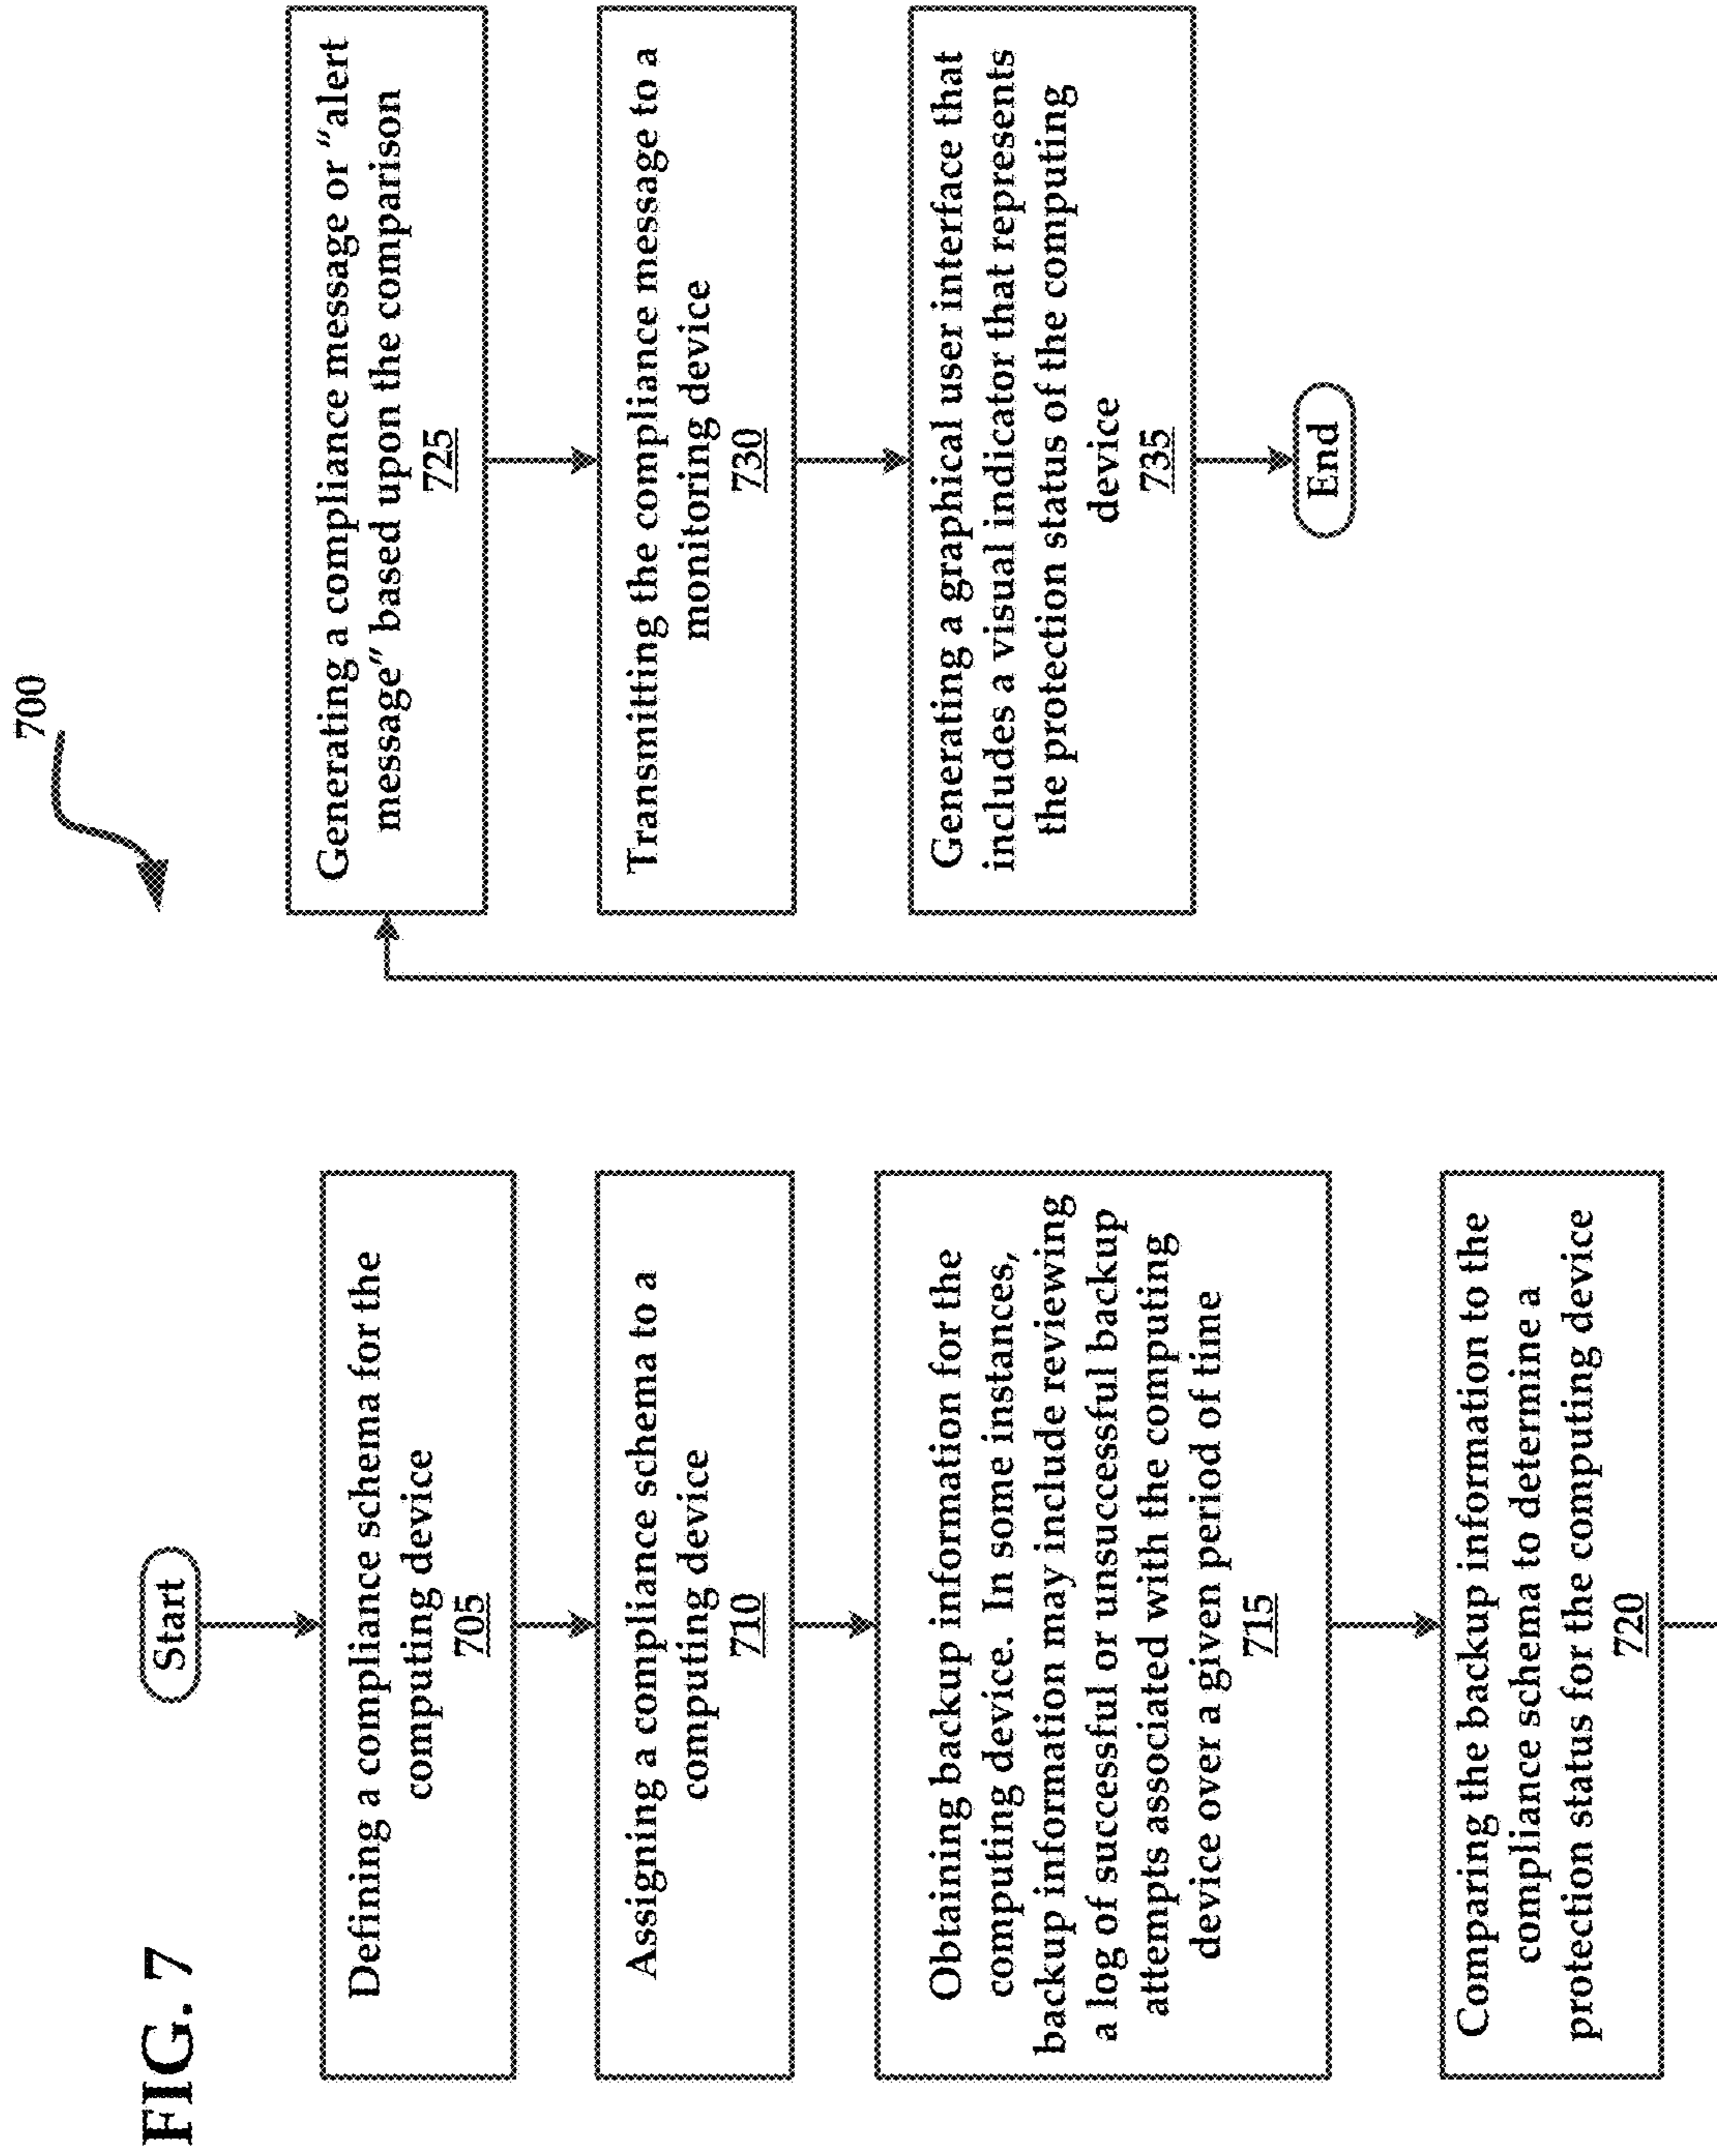 FIG. 7
700
Start
Defining a compliance schema for the
computing device
705
Assigning a compliance schema to a
computing device
710
Obtaining backup information for the
computing device. In some instances,
backup information may include reviewing
a log of successful or unsuccessful backup
attempts associated with the computing
device over a given period of time
715
Comparing the backup information to the
compliance schema to determine a
protection status for the computing device
720
Generating a compliance message or "alert
message" based upon the comparison
725
Transmitting the compliance message to a
monitoring device
730
Generating a graphical user interface that
includes a visual indicator that represents
the protection status of the computing
device
735
End